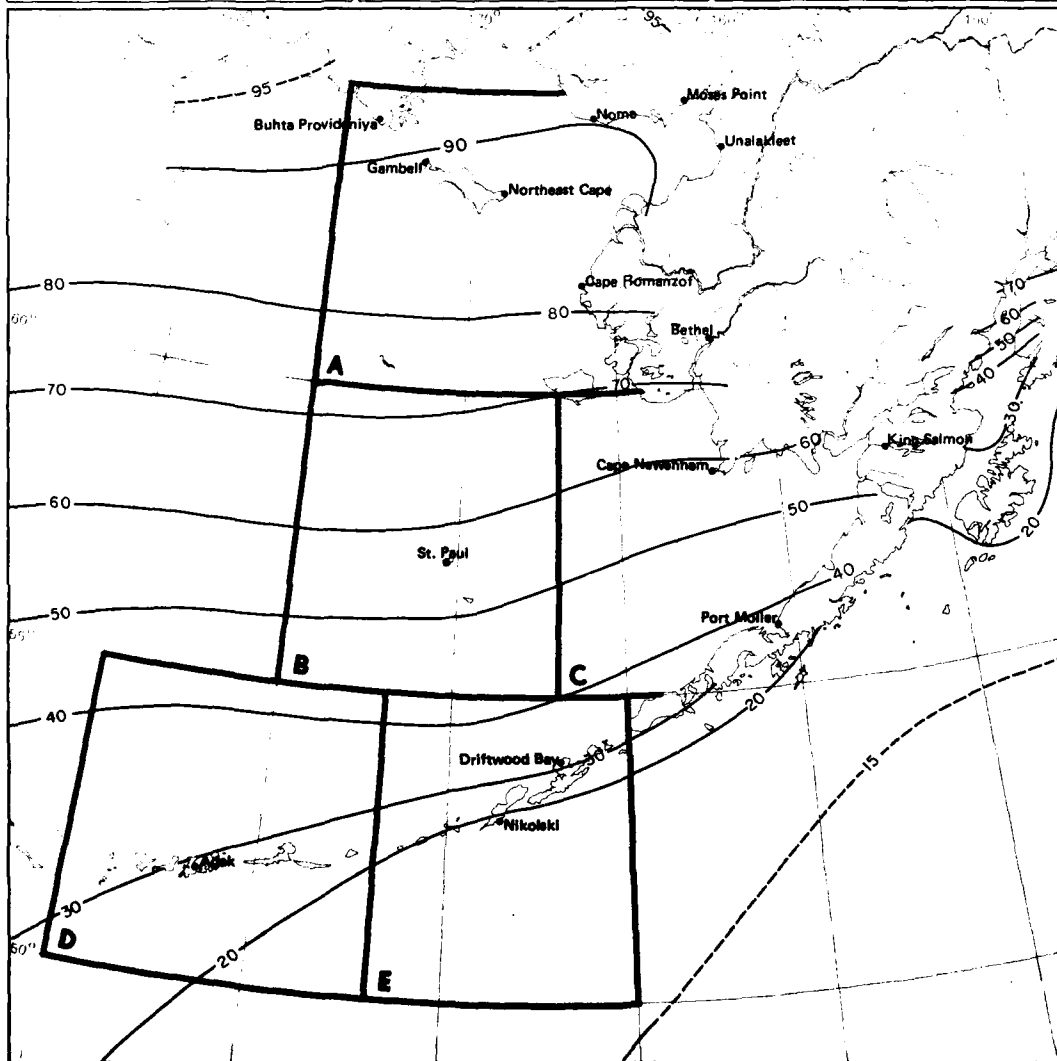 95
95
Moses Point
Nome
Buhta Provideniya
Unalakleet
90
Gambell
Northeast Cape
Cape Romanzof
80
80
70
60
Bethel
50
40
A
70
70
30
King Salmon
60
Cape Newenham
60
50
20
St. Paul
40
50
Port Moller
B
C
40
20
Driftwood Bay
30
15
Nikolski
Adak
30
D
20
E